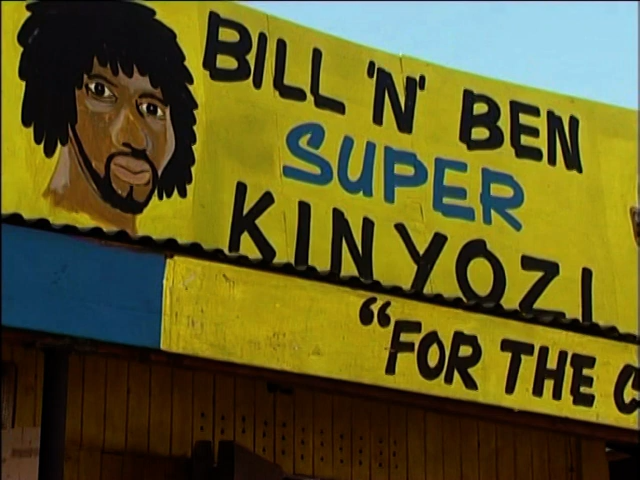 BILL 'N' BEN
SUPER
KINYOZI
"FOR THE